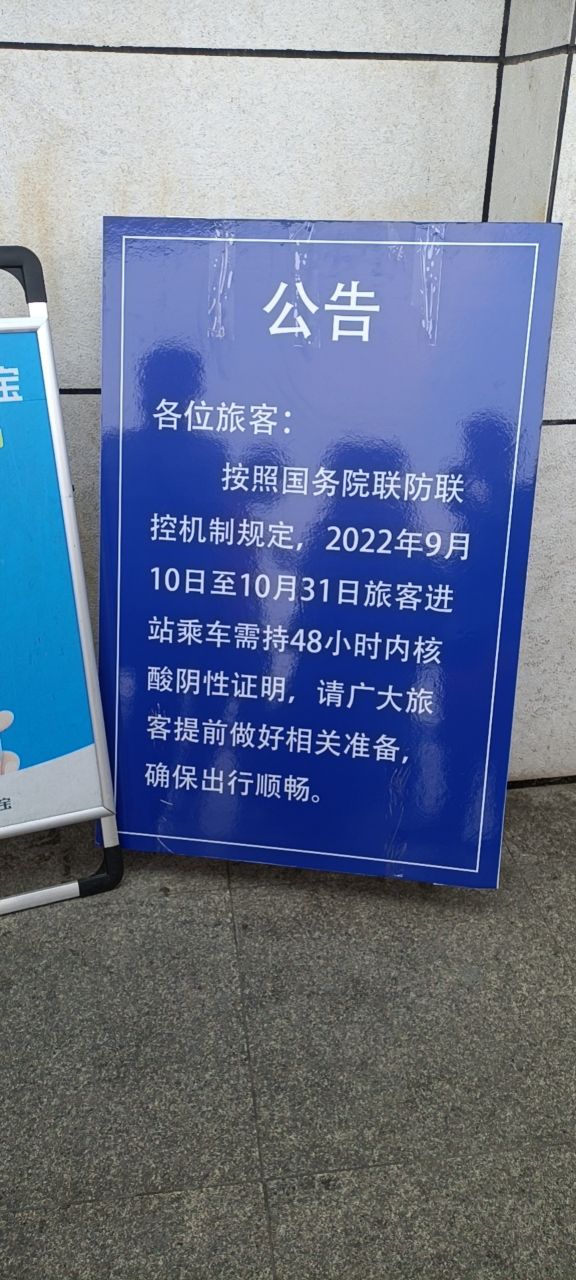 公告
各位旅客：
按照国务院联防联
控机制规定，2022年9月
10日至10月31日旅客进
站乘车需持48小时内核
酸阴性证明，请广大旅
客提前做好相关准备，
确保出行顺畅。
宝
宝